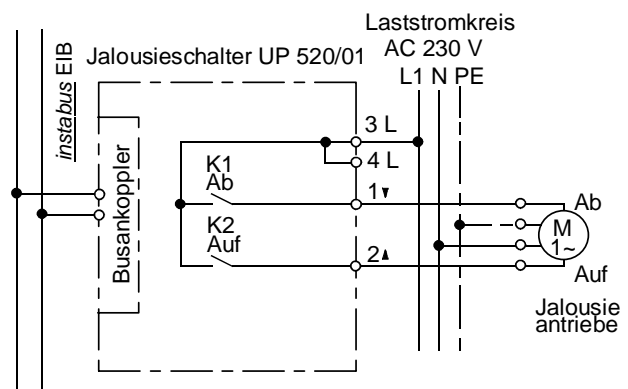 Laststromkreis
AC 230 V
L1 N PE
Jalousieschalter UP 520/01
instabus EIB
Busankoppler
3 L
4 L
K1
Ab
1▼
K2
Auf
2▲
Ab
M
1~
Auf
Jalousie
antriebe